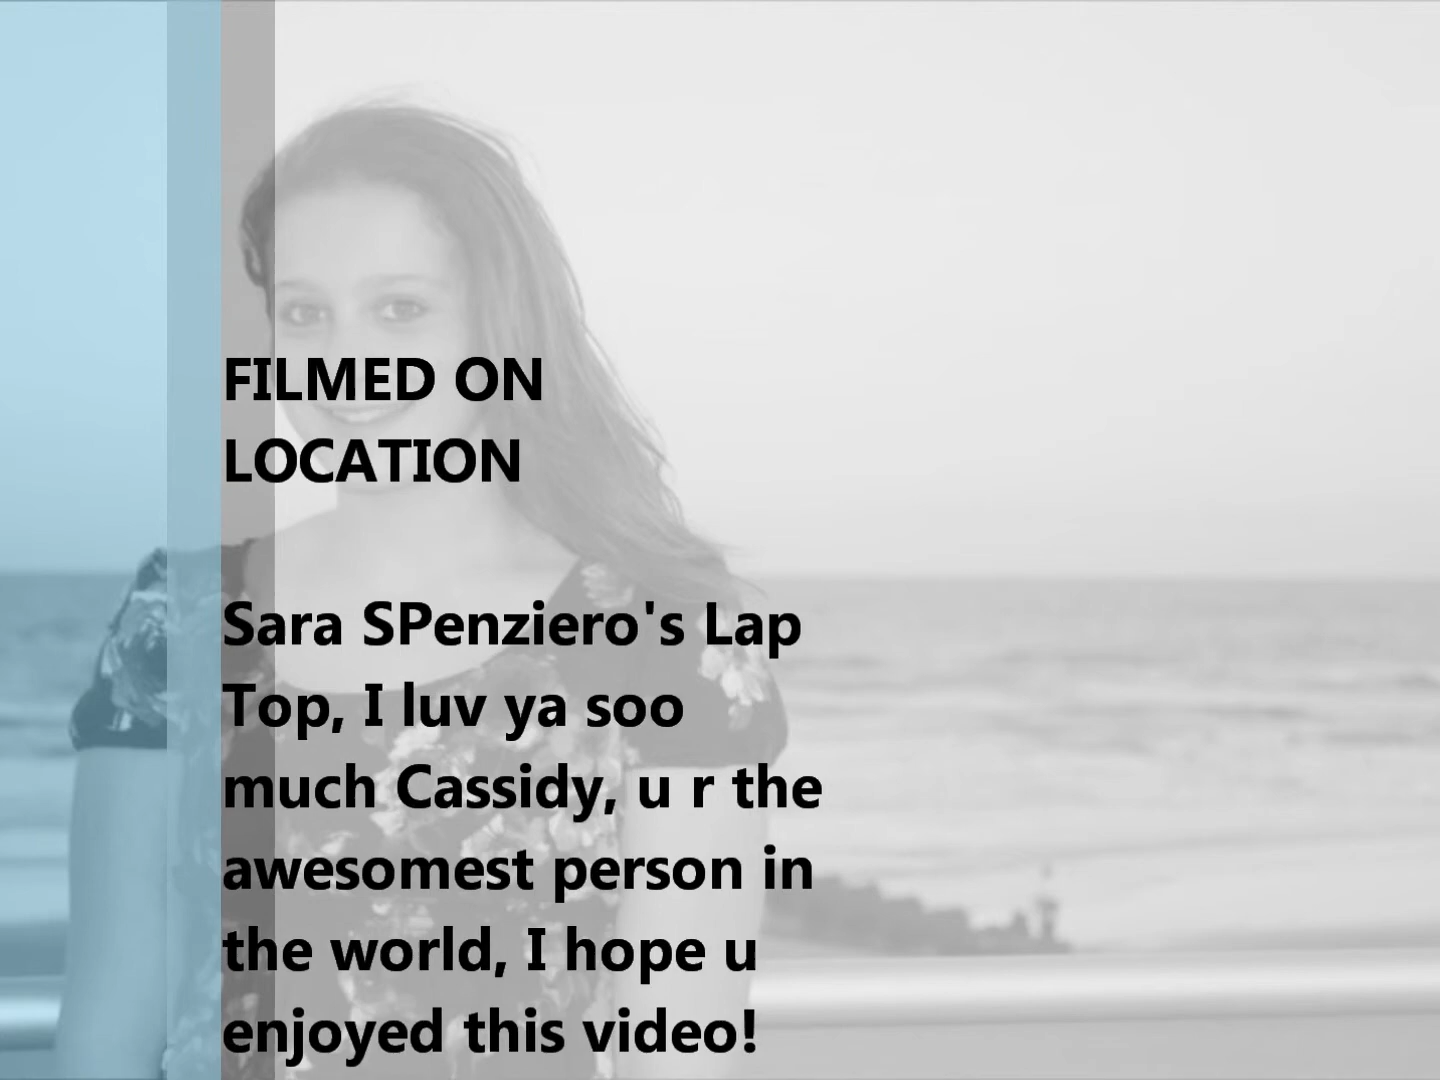 FILMED ON
LOCATION
Sara SPenziero's Lap
Top, I luv ya soo
much Cassidy, u r the
awesomest person in
the world, I hope u
enjoyed this video!